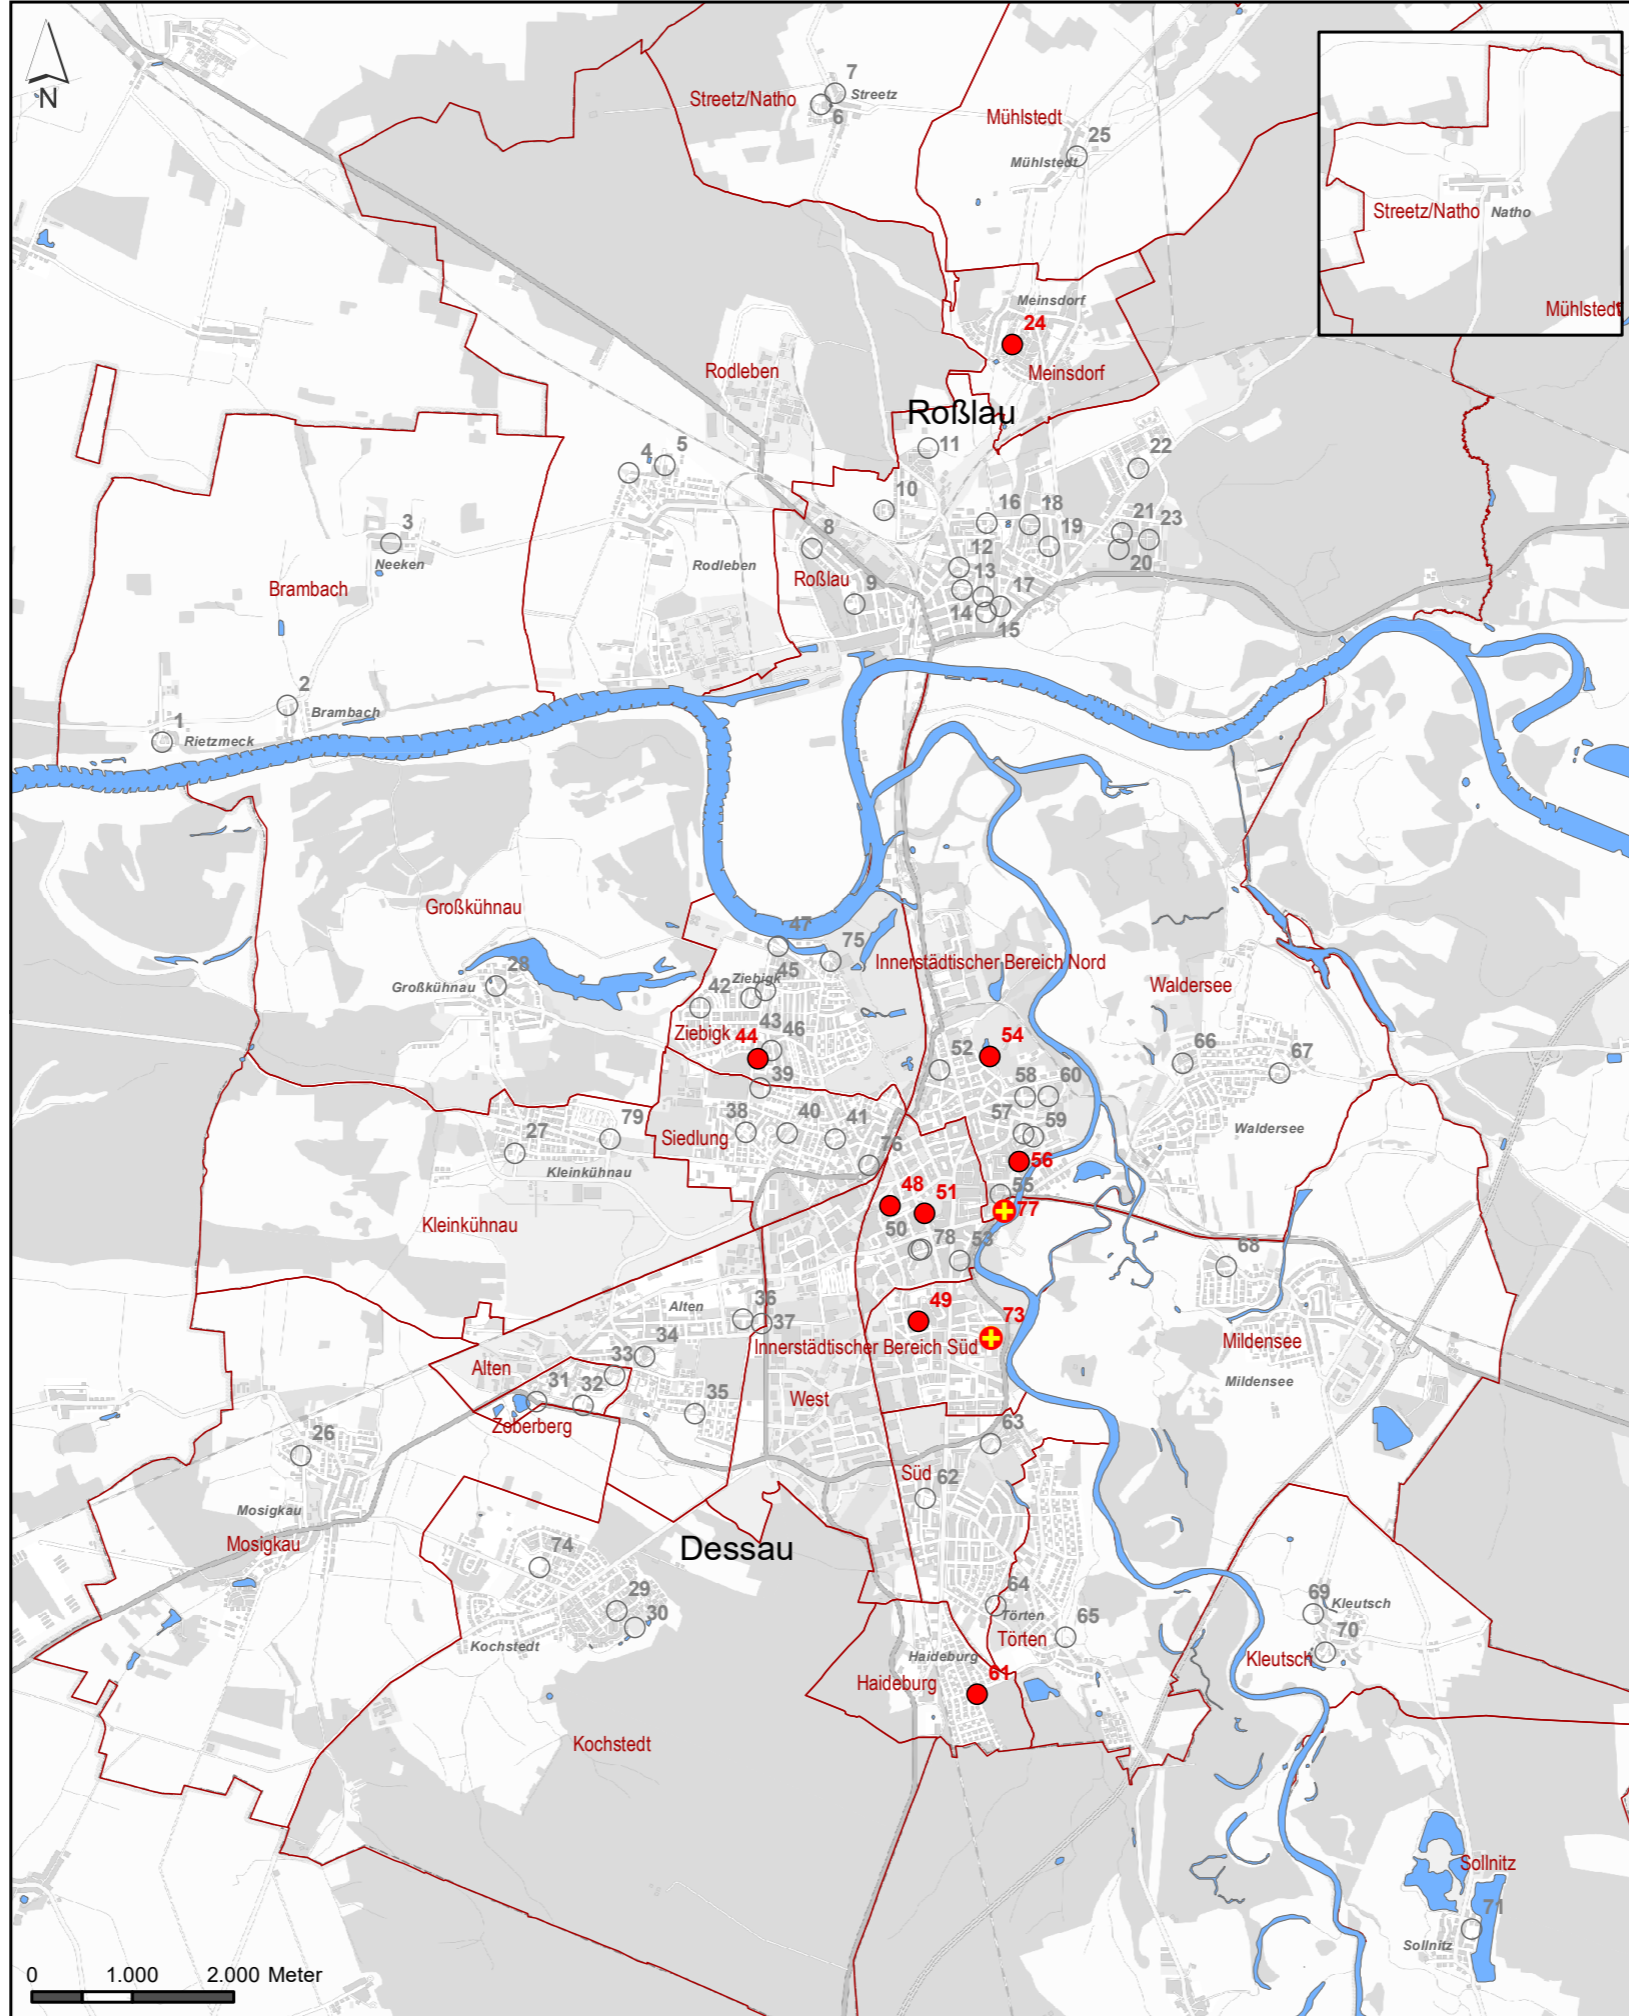 7
Streetz/Natho
Streetz
6
Mühlstedt
25
Mühlstedt
Streetz/Natho
Natho
Mühlstedt
N
Meinsdorf
24
Rodleben
Meinsdorf
Roßlau
11
22
4
5
10
16
18
21
23
3
8
19
Neeken
12
20
Rodleben
Roßlau
13
Brambach
9
17
14
15
2
Brambach
1
Rietzmeck
Großkühnau
47
75
Innerstädtischer Bereich Nord
28
Ziebigk
45
Großkühnau
42
Waldersee
43
Ziebigk
44
46
54
52
66
67
39
58
60
38
40
41
57
59
79
Siedlung
Waldersee
27
76
56
Kleinkühnau
55
48
51
77
Kleinkühnau
50
78
53
68
36
Alten
49
73
37
34
Innerstädtischer Bereich Süd
Mildensee
Alten
33
31
32
Mildensee
35
West
Zoberberg
63
26
Süd
62
Mosigkau
Mosigkau
Dessau
74
69
Kleutsch
29
64
30
Törten
65
70
Kochstedt
Törten
Haideburg
Kleutsch
61
Haideburg
Kochstedt
Sollnitz
71
Sollnitz
0 1.000 2.000 Meter